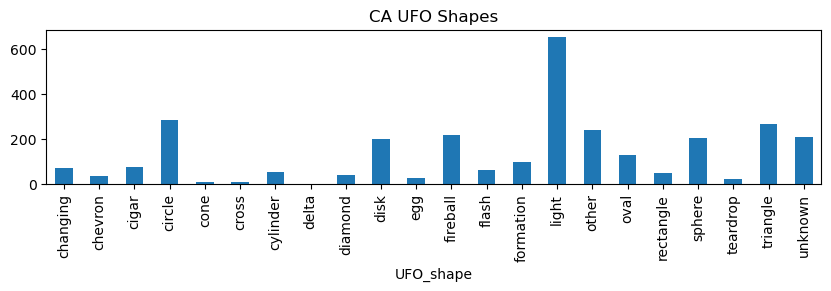 CA UFO Shapes
600
400
200
0
changing
chevron
cigar
circle
cone
cross
cylinder
delta
diamond
disk
egg
fireball
flash
formation
light
other
oval
rectangle
sphere
teardrop
triangle
unknown
UFO_shape